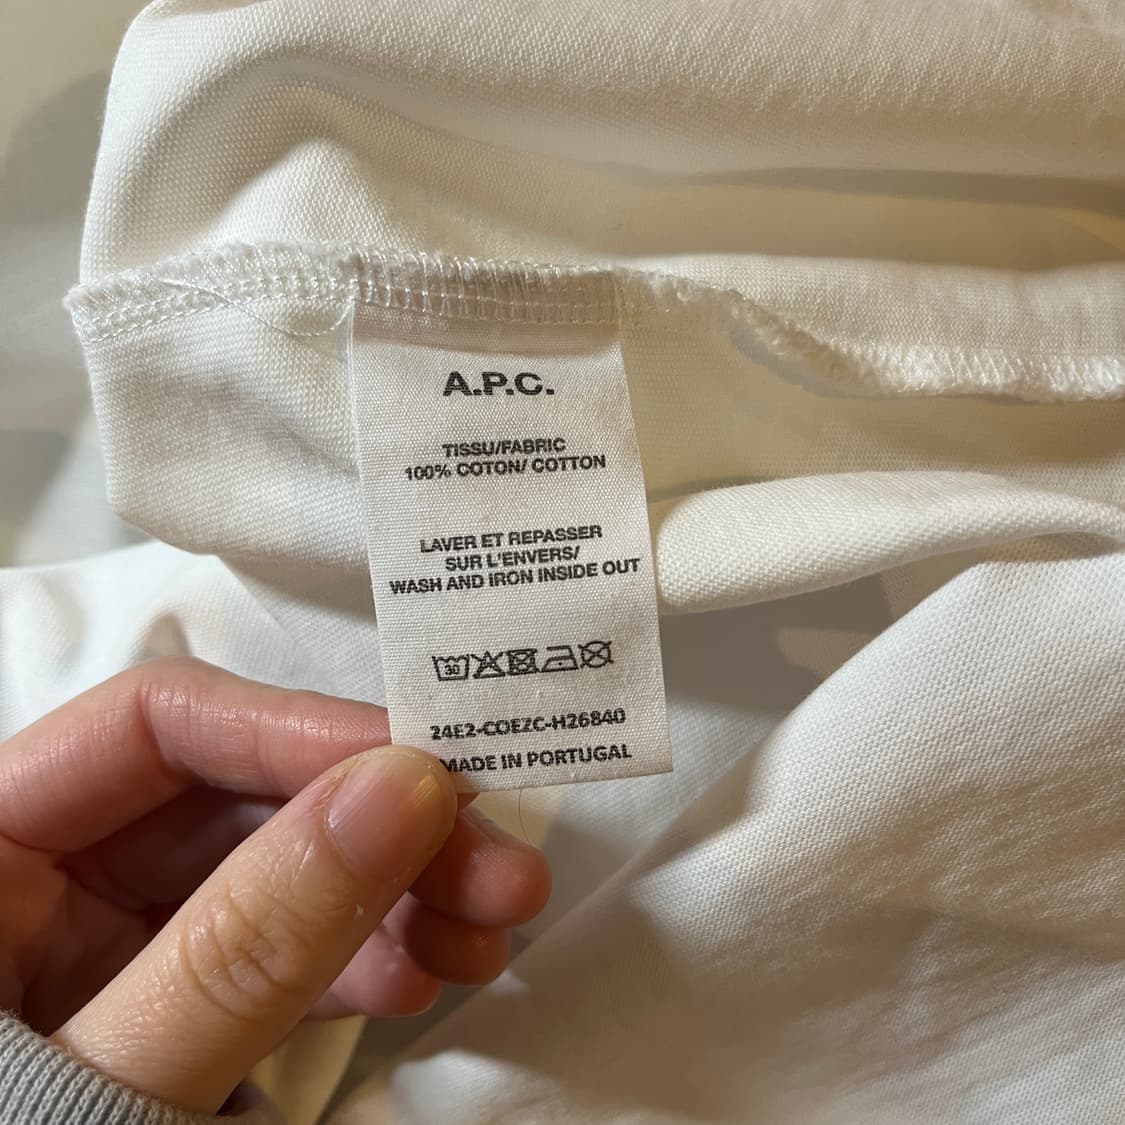 A.P.C.
TISSU/FABRIC
100% COTON/ COTTON
LAVER ET REPASSER
SUR L'ENVERS/
WASH AND IRON INSIDE OUT
30
24E2-COEZC-H26840
MADE IN PORTUGAL